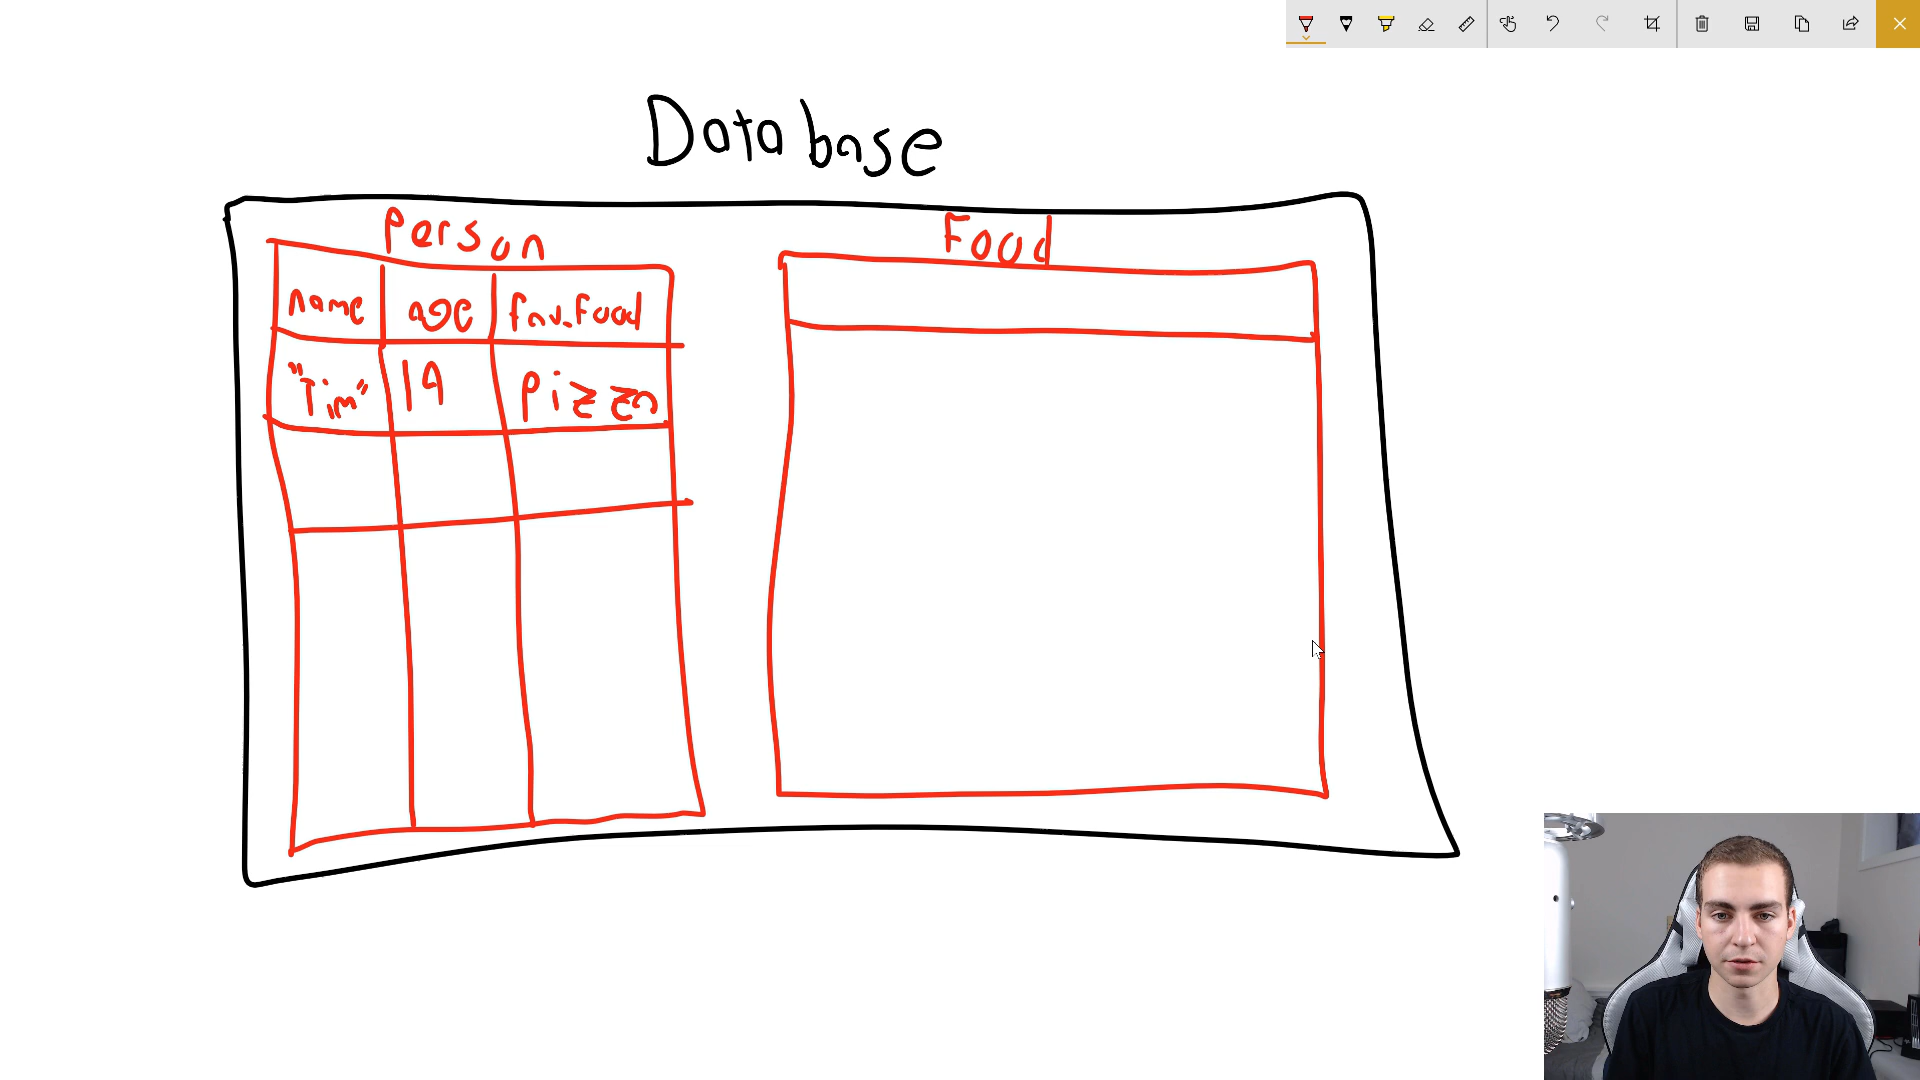 Database
Person
Food
name age fav.food
"Tim" 19 Pizza